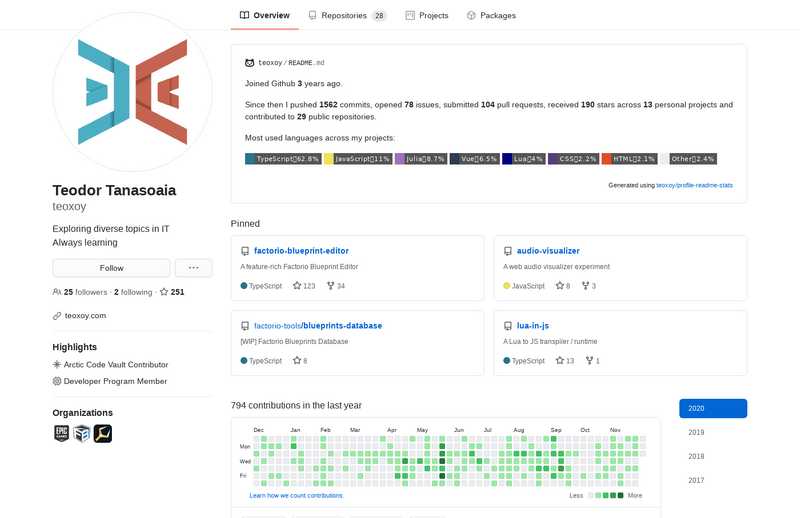 Overview
Repositories 28
Projects
Packages
teoxoy/README.md
Joined Github 3 years ago.
Since then I pushed 1562 commits, opened 78 issues, submitted 104 pull requests, received 190 stars across 13 personal projects and
contributed to 29 public repositories.
Most used languages across my projects:
TypeScript 62.8% JavaScript 11% Julia 8.7% Vue 6.5% Lua 4% CSS 2.2% HTML 2.1% Other 2.4%
Generated using teoxoy/profile-readme-stats
Teodor Tanasoaia
teoxoy
Exploring diverse topics in IT
Always learning
Follow
25 followers · 2 following · 251
teoxoy.com
Highlights
Arctic Code Vault Contributor
Developer Program Member
Organizations
EPIC
GAMES
Pinned
factorio-blueprint-editor
A feature-rich Factorio Blueprint Editor
TypeScript 123 34
audio-visualizer
A web audio visualizer experiment
JavaScript 8 3
factorio-tools/blueprints-database
[WIP] Factorio Blueprints Database
TypeScript 8
lua-in-js
A Lua to JS transpiler / runtime
TypeScript 13 1
794 contributions in the last year
Dec Jan Feb Mar Apr May Jun Jul Aug Sep Oct Nov
Mon
Wed
Fri
Learn how we count contributions
Less More
2020
2019
2018
2017